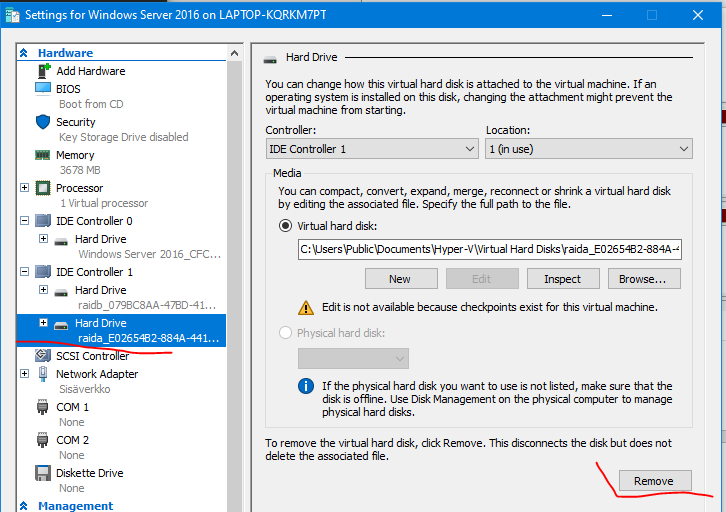 Settings for Windows Server 2016 on LAPTOP-KQRKM7PT
Hardware
Add Hardware
BIOS
Boot from CD
Security
Key Storage Drive disabled
Memory
3678 MB
Processor
1 Virtual processor
IDE Controller 0
Hard Drive
Windows Server 2016_CFC...
IDE Controller 1
Hard Drive
raidb_079BC8AA-47BD-41...
Hard Drive
raida_E02654B2-884A-441...
SCSI Controller
Network Adapter
Sisäverkko
COM 1
None
COM 2
None
Diskette Drive
None
Management
Hard Drive
You can change how this virtual hard disk is attached to the virtual machine. If an
operating system is installed on this disk, changing the attachment might prevent the
virtual machine from starting.
Controller:
Location:
IDE Controller 1
1 (in use)
Media
You can compact, convert, expand, merge, reconnect or shrink a virtual hard disk
by editing the associated file. Specify the full path to the file.
Virtual hard disk:
C:\Users\Public\Documents\Hyper-V\Virtual Hard Disks\raida_E02654B2-884A-4
New
Edit
Inspect
Browse...
Edit is not available because checkpoints exist for this virtual machine.
Physical hard disk:
If the physical hard disk you want to use is not listed, make sure that the
disk is offline. Use Disk Management on the physical computer to manage
physical hard disks.
To remove the virtual hard disk, click Remove. This disconnects the disk but does not
delete the associated file.
Remove